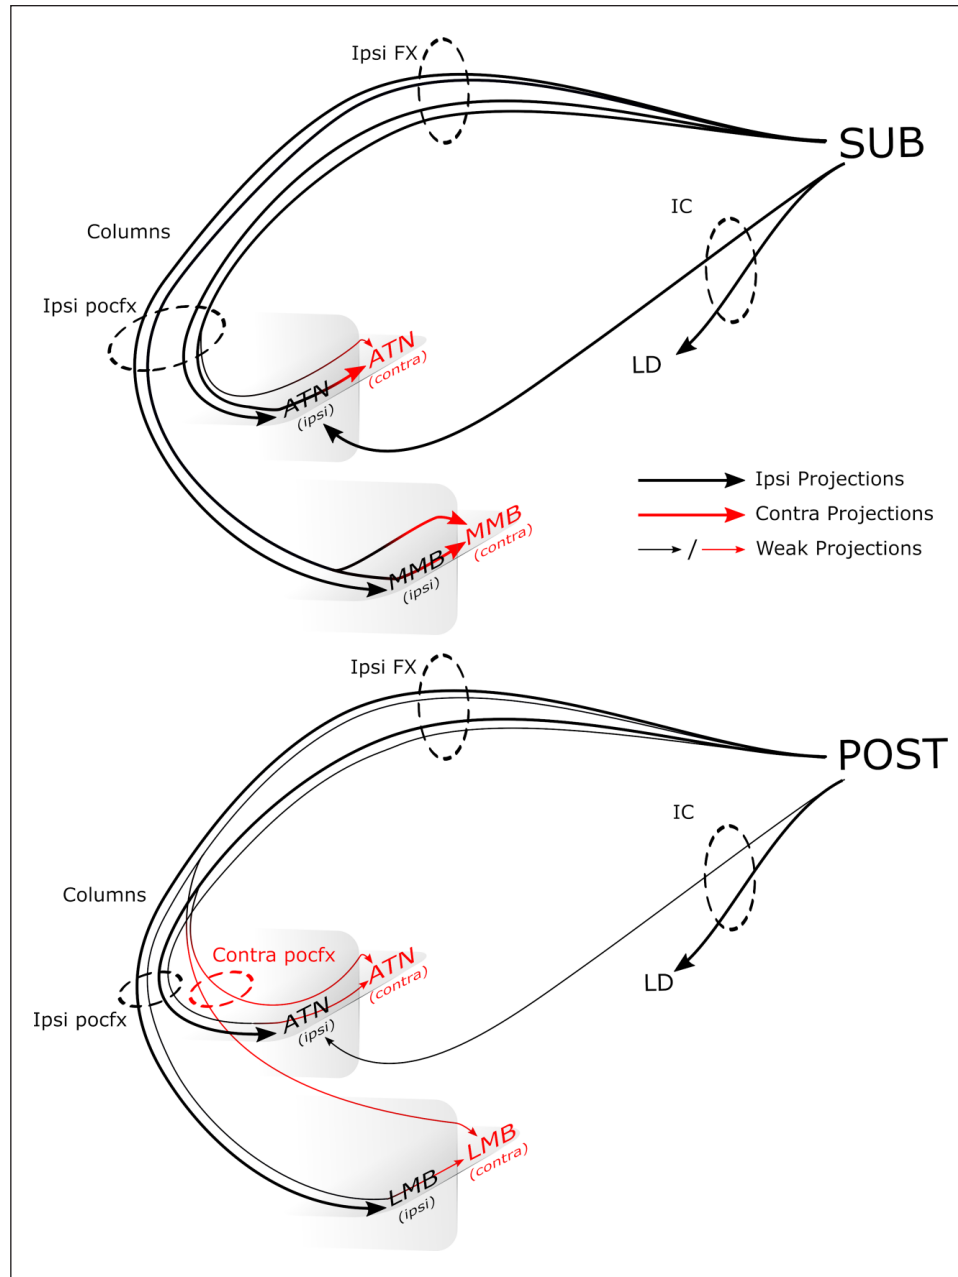 Ipsi FX
SUB
IC
Columns
Ipsi pocfx
ATN
(contra)
LD
ATN
(ipsi)
Ipsi Projections
MMB
(contra)
Contra Projections
/ Weak Projections
MMB
(ipsi)
Ipsi FX
POST
IC
Columns
Contra pocfx
ATN
(contra)
LD
Ipsi pocfx
ATN
(ipsi)
LMB
(contra)
LMB
(ipsi)